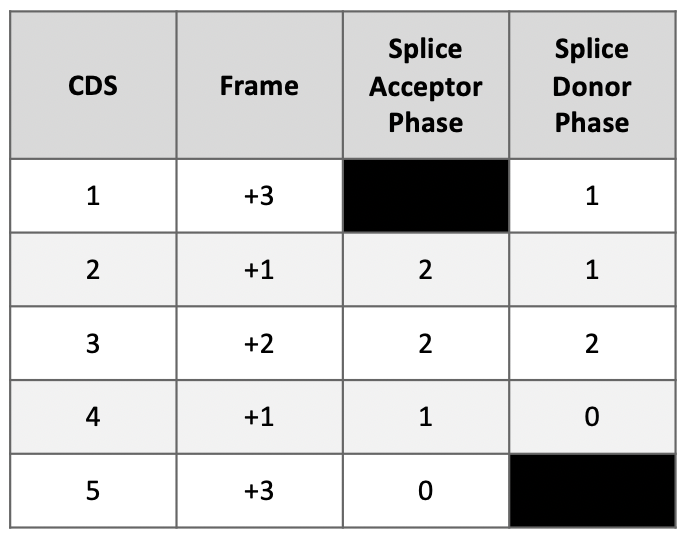 CDS Frame Splice Acceptor Phase Splice Donor Phase
1 +3 1
2 +1 2 1
3 +2 2 2
4 +1 1 0
5 +3 0